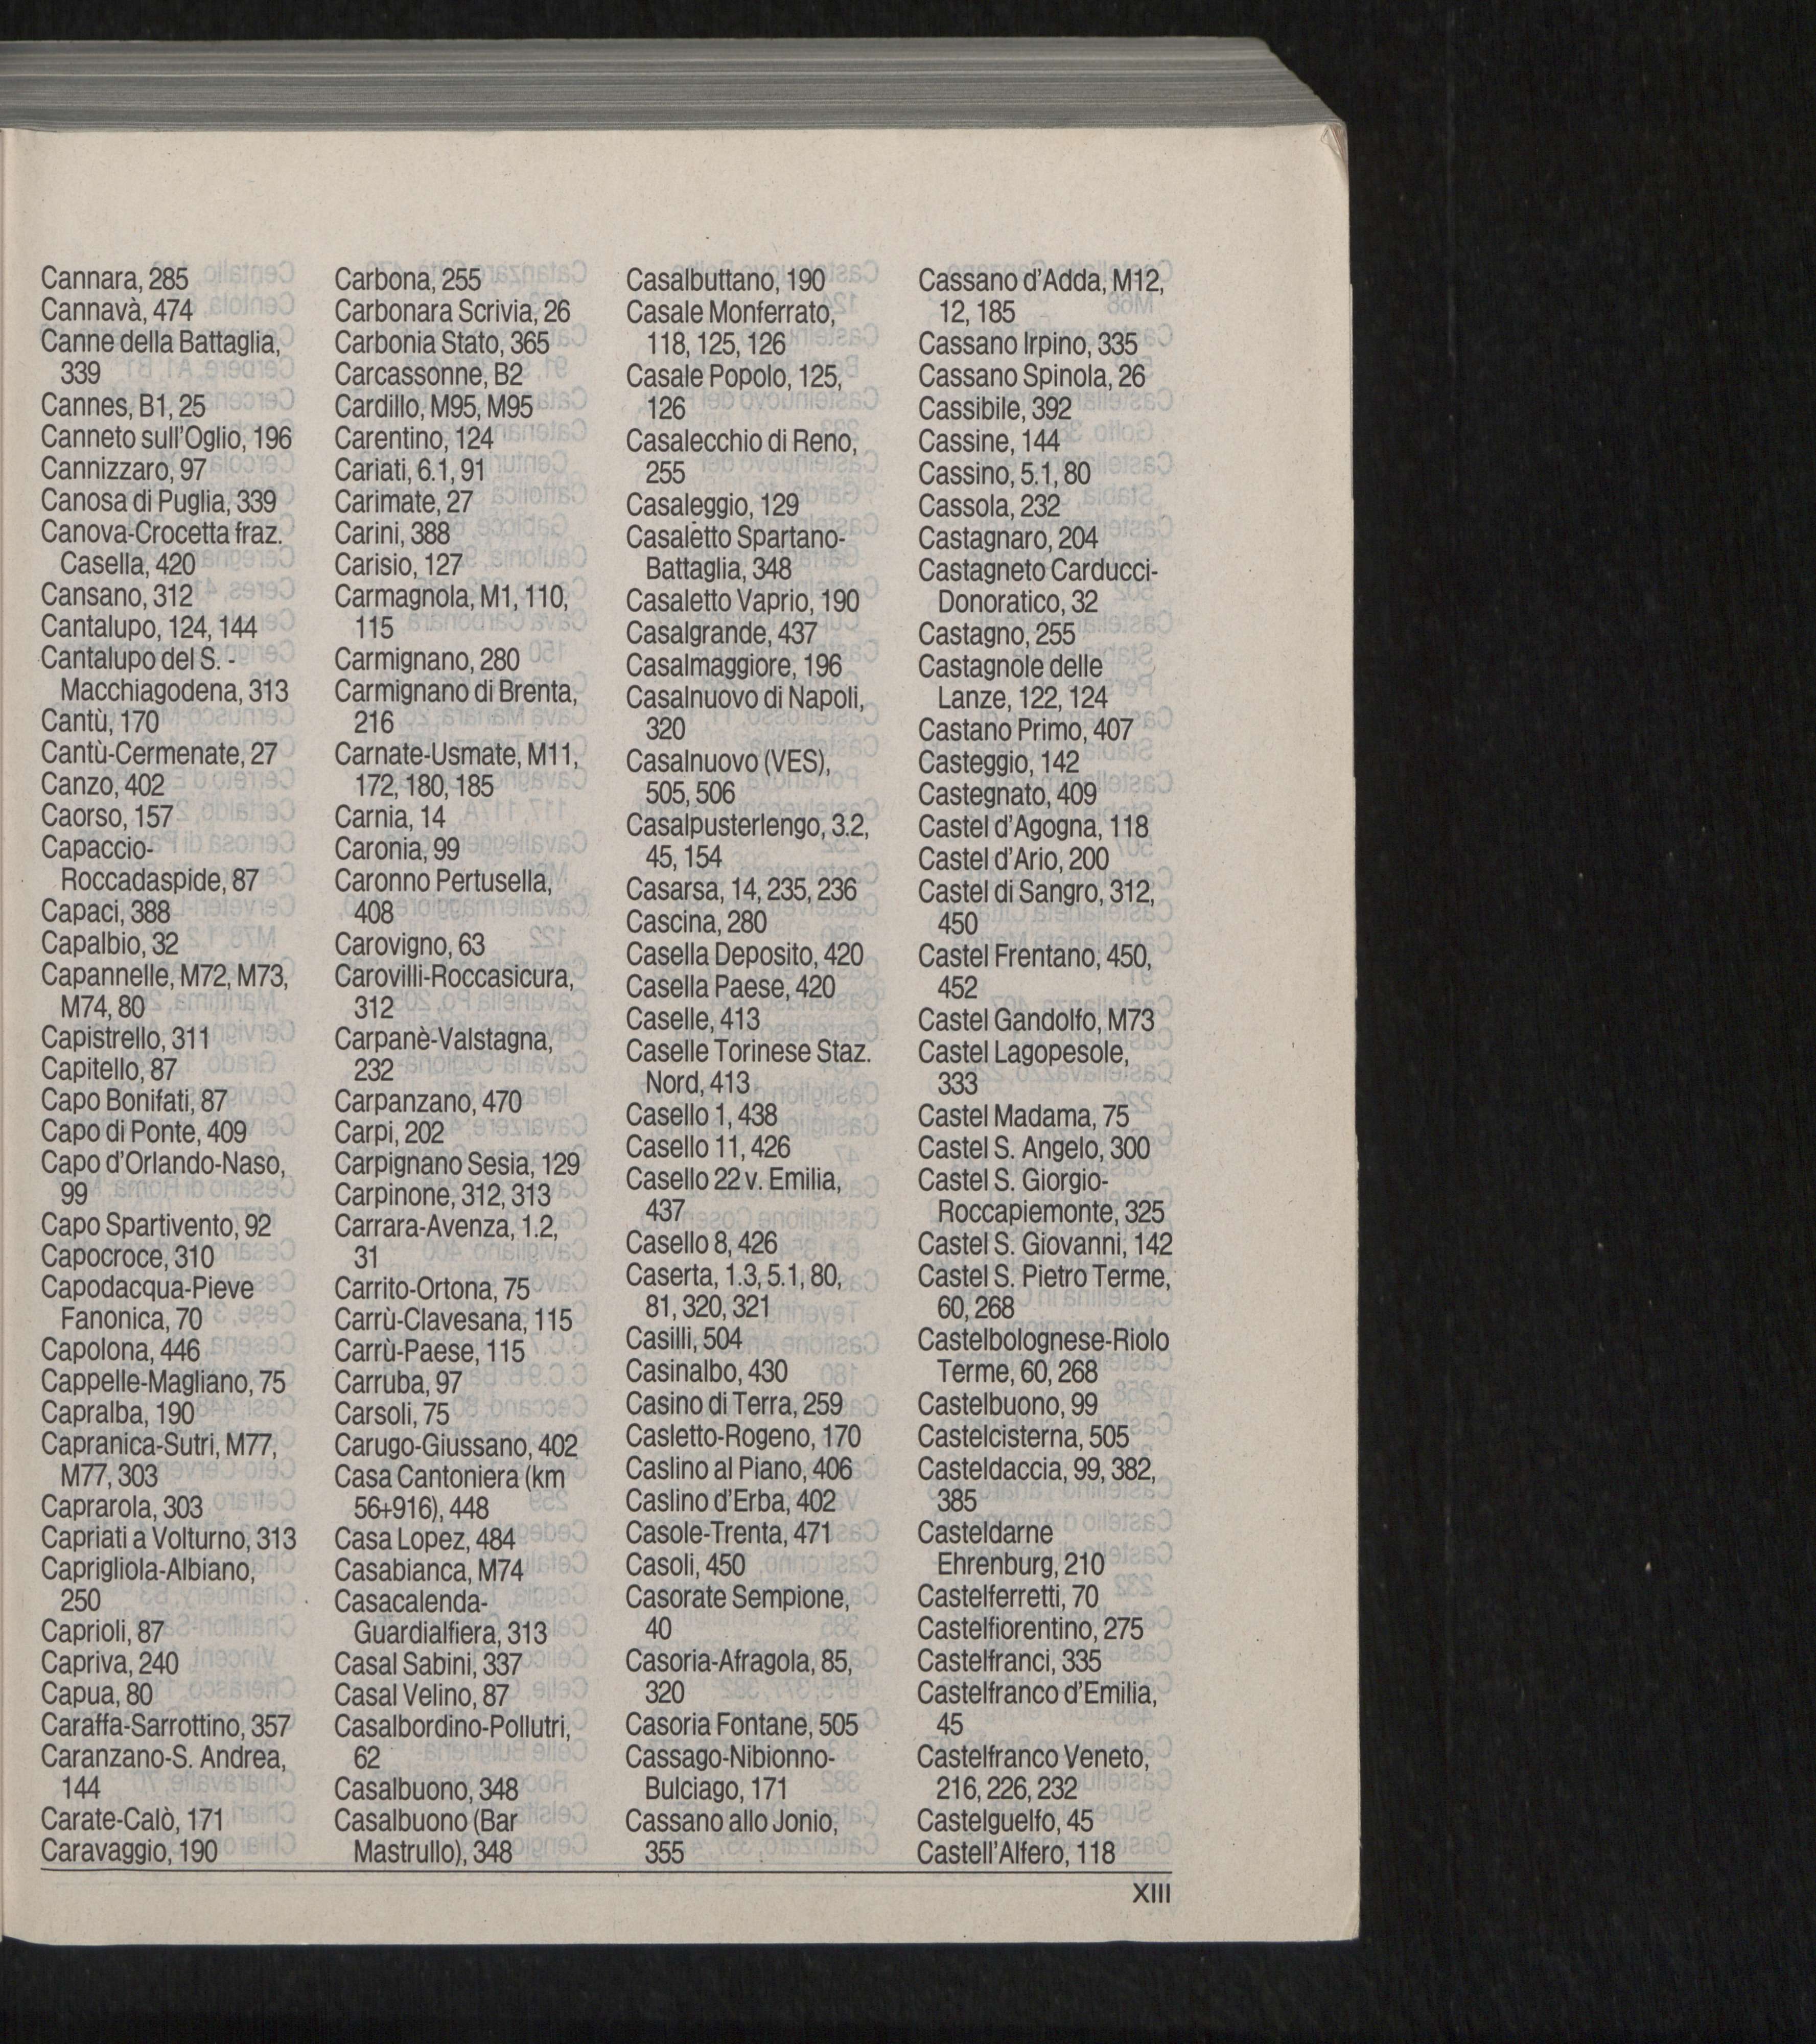 Cannara, 285
Cannavà, 474
Canne della Battaglia,
339
Cannes, B1, 25
Canneto sull'Oglio, 196
Cannizzaro, 97
Canosa di Puglia, 339
Canova-Crocetta fraz.
Casella, 420
Cansano, 312
Cantalupo, 124, 144
Cantalupo del S. -
Macchiagodena, 313
Cantù, 170
Cantù-Cermenate, 27
Canzo, 402
Caorso, 157
Capaccio-
Roccadaspide, 87
Capaci, 388
Capalbio, 32
Capannelle, M72, M73,
M74, 80
Capistrello, 311
Capitello, 87
Capo Bonifati, 87
Capo di Ponte, 409
Capo d'Orlando-Naso,
99
Capo Spartivento, 92
Capocroce, 310
Capodacqua-Pieve
Fanonica, 70
Capolona, 446
Cappelle-Magliano, 75
Capralba, 190
Capranica-Sutri, M77,
M77, 303
Caprarola, 303
Capriati a Volturno, 313
Caprigliola-Albiano,
250
Caprioli, 87
Capriva, 240
Capua, 80
Caraffa-Sarrottino, 357
Caranzano-S. Andrea,
144
Carate-Calò, 171
Caravaggio, 190
Carbona, 255
Carbonara Scrivia, 26
Carbonia Stato, 365
Carcassonne, B2
Cardillo, M95, M95
Carentino, 124
Cariati, 6.1, 91
Carimate, 27
Carini, 388
Carisio, 127
Carmagnola, M1, 110,
115
Carmignano, 280
Carmignano di Brenta,
216
Carnate-Usmate, M11,
172, 180, 185
Carnia, 14
Caronia, 99
Caronno Pertusella,
408
Carovigno, 63
Carovilli-Roccasicura,
312
Carpanè-Valstagna,
232
Carpanzano, 470
Carpi, 202
Carpignano Sesia, 129
Carpinone, 312, 313
Carrara-Avenza, 1.2,
31
Carrito-Ortona, 75
Carrù-Clavesana, 115
Carrù-Paese, 115
Carruba, 97
Carsoli, 75
Carugo-Giussano, 402
Casa Cantoniera (km
56+916), 448
Casa Lopez, 484
Casabianca, M74
Casacalenda-
Guardialfiera, 313
Casal Sabini, 337
Casal Velino, 87
Casalbordino-Pollutri,
62
Casalbuono, 348
Casalbuono (Bar
Mastrullo), 348
Casalbuttano, 190
Casale Monferrato,
118, 125, 126
Casale Popolo, 125,
126
Casalecchio di Reno,
255
Casaleggio, 129
Casaletto Spartano-
Battaglia, 348
Casaletto Vaprio, 190
Casalgrande, 437
Casalmaggiore, 196
Casalnuovo di Napoli,
320
Casalnuovo (VES),
505, 506
Casalpusterlengo, 3.2,
45, 154
Casarsa, 14, 235, 236
Cascina, 280
Casella Deposito, 420
Casella Paese, 420
Caselle, 413
Caselle Torinese Staz.
Nord, 413
Casello 1, 438
Casello 11, 426
Casello 22 v. Emilia,
437
Casello 8, 426
Caserta, 1.3, 5.1, 80,
81, 320, 321
Casilli, 504
Casinalbo, 430
Casino di Terra, 259
Casletto-Rogeno, 170
Caslino al Piano, 406
Caslino d'Erba, 402
Casole-Trenta, 471
Casoli, 450
Casorate Sempione,
40
Casoria-Afragola, 85,
320
Casoria Fontane, 505
Cassago-Nibionno-
Bulciago, 171
Cassano allo Jonio,
355
Cassano d'Adda, M12,
12, 185
Cassano Irpino, 335
Cassano Spinola, 26
Cassibile, 392
Cassine, 144
Cassino, 5.1, 80
Cassola, 232
Castagnaro, 204
Castagneto Carducci-
Donoratico, 32
Castagno, 255
Castagnole delle
Lanze, 122, 124
Castano Primo, 407
Casteggio, 142
Castegnato, 409
Castel d'Agogna, 118
Castel d'Ario, 200
Castel di Sangro, 312,
450
Castel Frentano, 450,
452
Castel Gandolfo, M73
Castel Lagopesole,
333
Castel Madama, 75
Castel S. Angelo, 300
Castel S. Giorgio-
Roccapiemonte, 325
Castel S. Giovanni, 142
Castel S. Pietro Terme,
60, 268
Castelbolognese-Riolo
Terme, 60, 268
Castelbuono, 99
Castelcisterna, 505
Casteldaccia, 99, 382,
385
Casteldarne
Ehrenburg, 210
Castelferretti, 70
Castelfiorentino, 275
Castelfranci, 335
Castelfranco d'Emilia,
45
Castelfranco Veneto,
216, 226, 232
Castelguelfo, 45
Castell'Alfero, 118
XIII